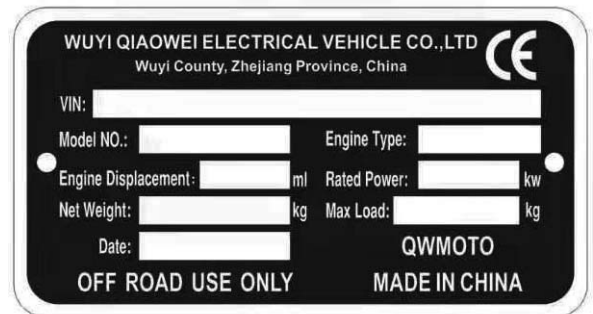 WUYI QIAOWEI ELECTRICAL VEHICLE CO.,LTD CE
Wuyi County, Zhejiang Province, China
VIN:
Model NO.: Engine Type:
Engine Displacement: ml Rated Power: kw
Net Weight: kg Max Load: kg
Date: QWMOTO
OFF ROAD USE ONLY MADE IN CHINA